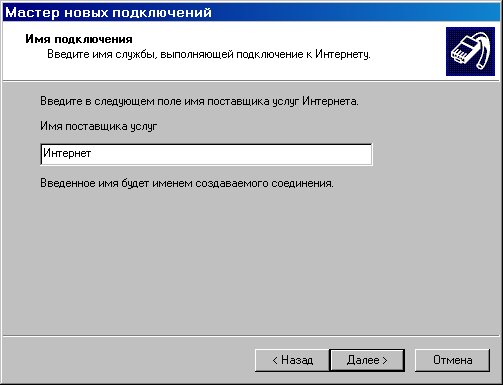 Мастер новых подключений
Имя подключения
Введите имя службы, выполняющей подключение к Интернету.
Введите в следующем поле имя поставщика услуг Интернета.
Имя поставщика услуг
Интернет
Введенное имя будет именем создаваемого соединения.
< Назад Далее > Отмена